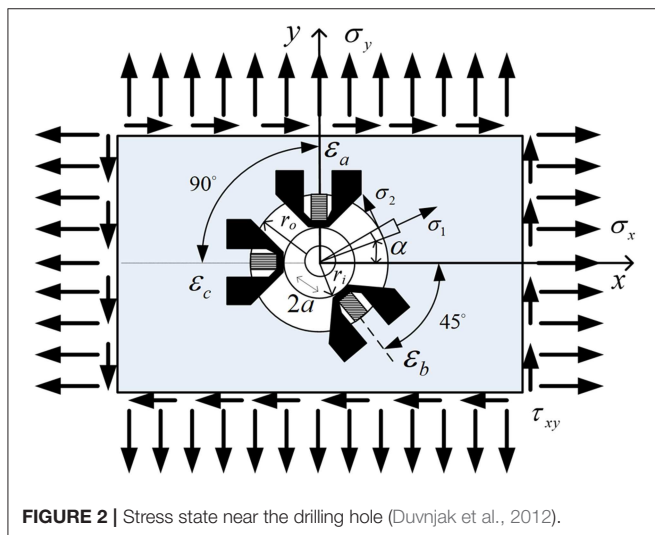 y σy
εa
90°
σ2
ro
σ1
α
σx
x
εc
ri
2a
45°
εb
τxy
FIGURE 2 | Stress state near the drilling hole (Duvnjak et al., 2012).